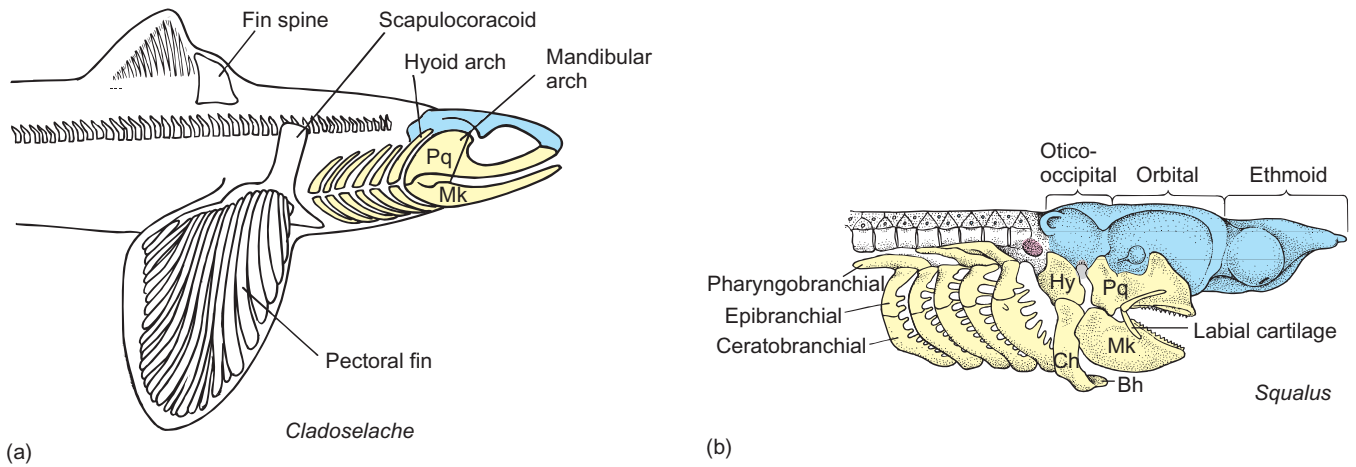 Fin spine
Scapulocoracoid
Hyoid arch
Mandibular
arch
Pq
Mk
Pectoral fin
Cladoselache
(a)
Otico-
occipital
Orbital
Ethmoid
Pharyngobranchial
Epibranchial
Ceratobranchial
Hy
Pq
Labial cartilage
Mk
Ch
Bh
Squalus
(b)